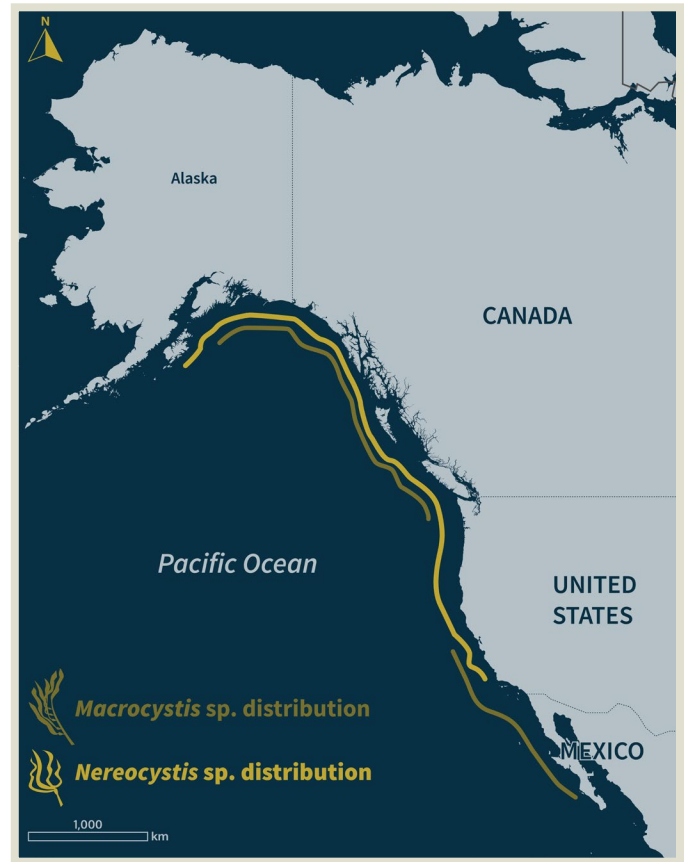 N
Alaska
CANADA
Pacific Ocean
UNITED
STATES
Macrocystis sp. distribution
MEXICO
Nereocystis sp. distribution
1,000
km